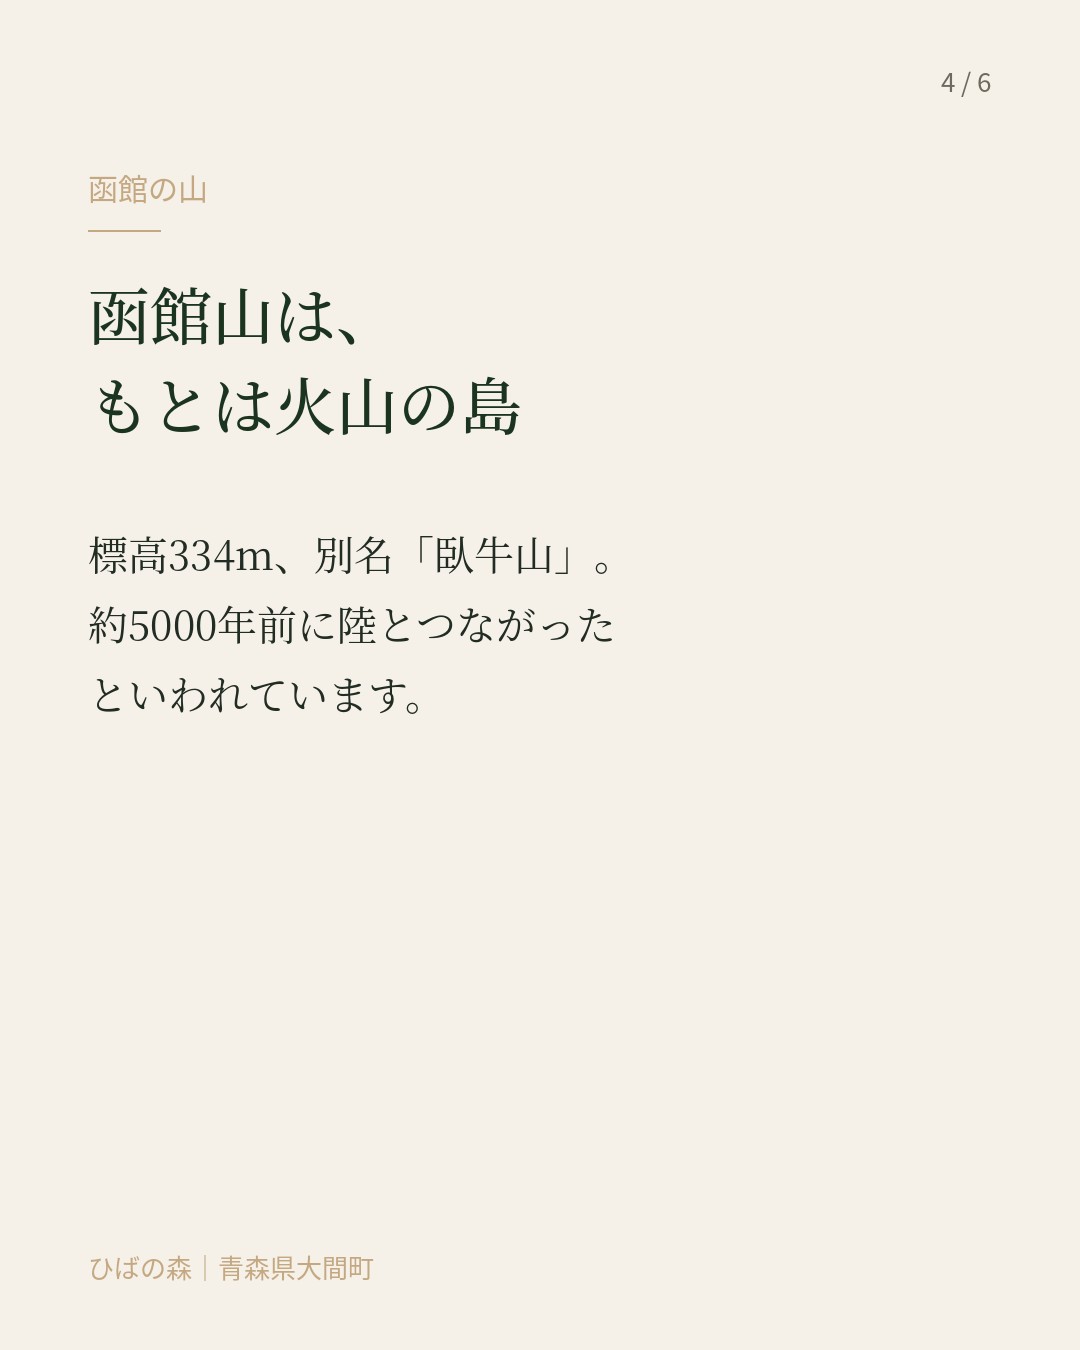 4 / 6
函館の山
函館山は、
もとは火山の島
標高334m、別名「臥牛山」。
約5000年前に陸とつながった
といわれています。
ひばの森｜青森県大間町